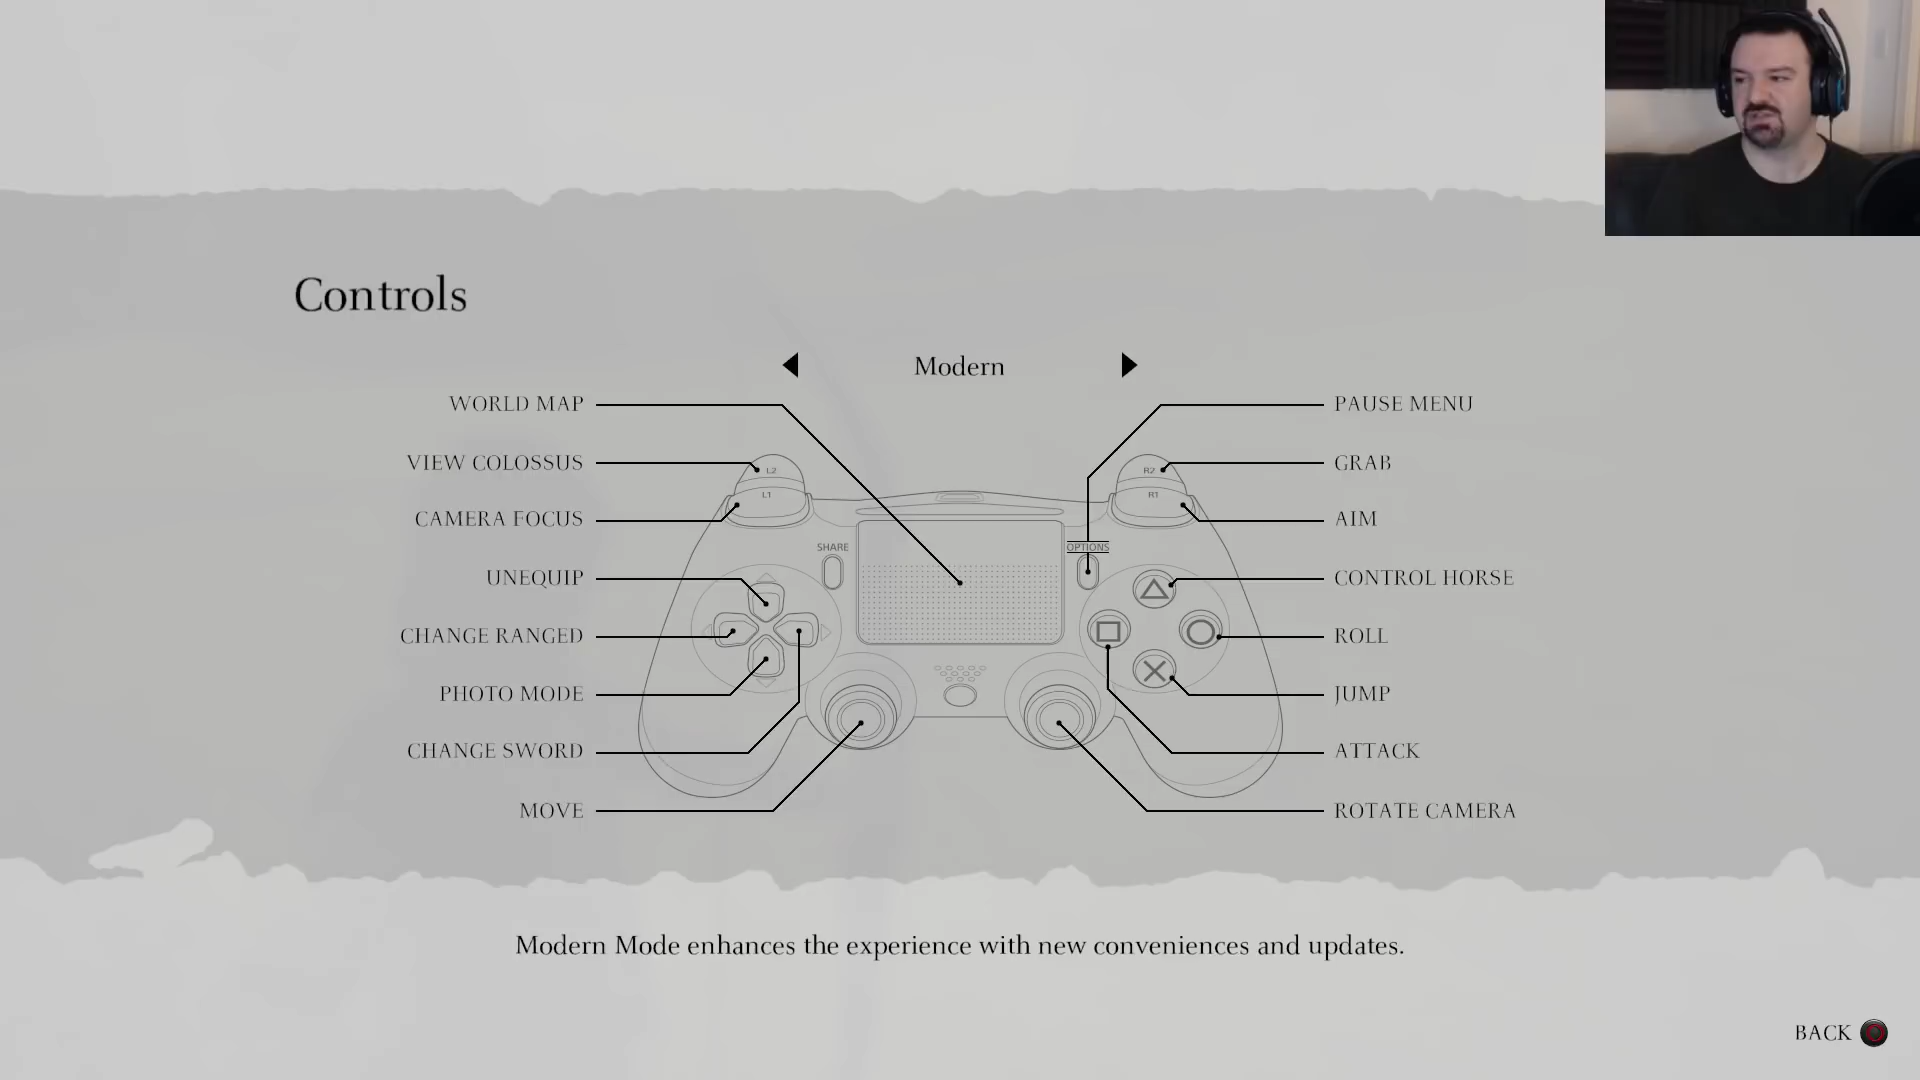 Controls
Modern
WORLD MAP
PAUSE MENU
VIEW COLOSSUS
L2
R2
GRAB
L1
R1
CAMERA FOCUS
AIM
SHARE
OPTIONS
UNEQUIP
CONTROL HORSE
CHANGE RANGED
ROLL
PHOTO MODE
JUMP
CHANGE SWORD
ATTACK
MOVE
ROTATE CAMERA
Modern Mode enhances the experience with new conveniences and updates.
BACK